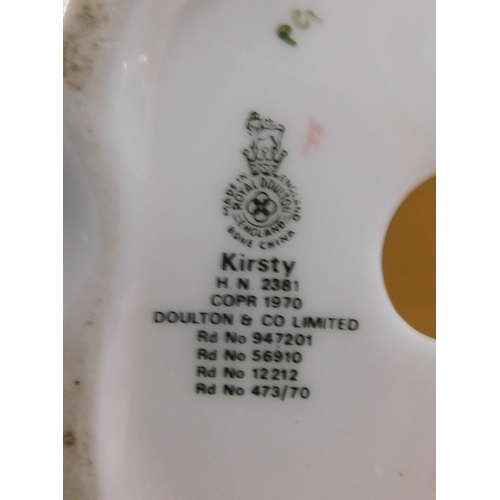 MADE IN ENGLAND
ROYAL DOULTON
ENGLAND
BONE CHINA
Kirsty
H. N. 2381
COPR 1970
DOULTON & CO LIMITED
Rd No 947201
Rd No 56910
Rd No 12212
Rd No 473/70